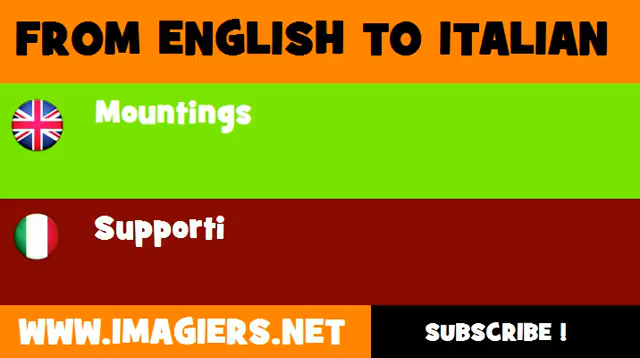 FROM ENGLISH TO ITALIAN
Mountings
Supporti
WWW.IMAGIERS.NET
SUBSCRIBE !